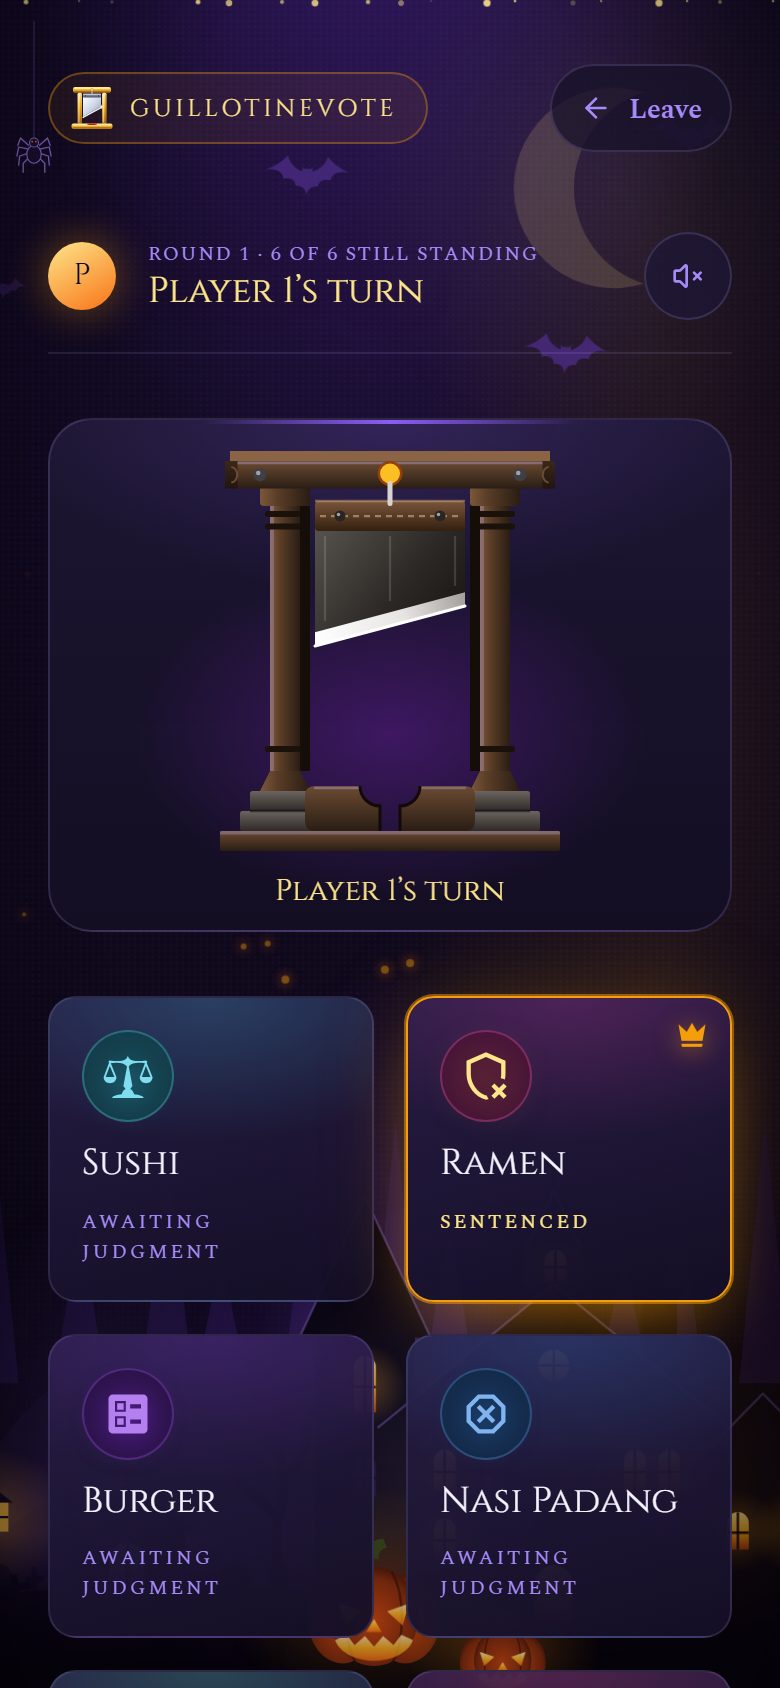 GUILLOTINEVOTE
Leave
P
ROUND 1 · 6 OF 6 STILL STANDING
Player 1's turn
Player 1's turn
Sushi
AWAITING
JUDGMENT
Ramen
SENTENCED
Burger
AWAITING
JUDGMENT
Nasi Padang
AWAITING
JUDGMENT